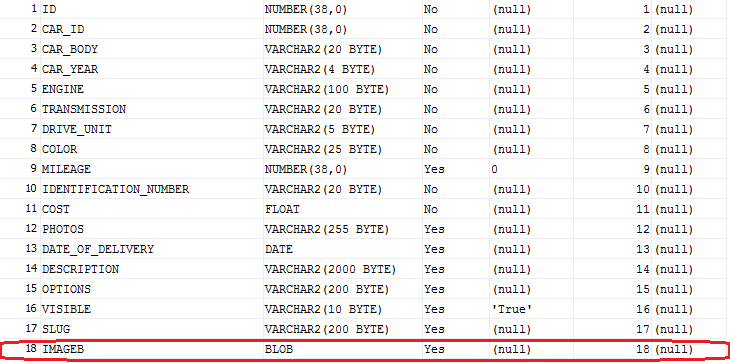 1 ID NUMBER(38,0) No (null) 1 (null)
2 CAR_ID NUMBER(38,0) No (null) 2 (null)
3 CAR_BODY VARCHAR2(20 BYTE) No (null) 3 (null)
4 CAR_YEAR VARCHAR2(4 BYTE) No (null) 4 (null)
5 ENGINE VARCHAR2(100 BYTE) No (null) 5 (null)
6 TRANSMISSION VARCHAR2(20 BYTE) No (null) 6 (null)
7 DRIVE_UNIT VARCHAR2(5 BYTE) No (null) 7 (null)
8 COLOR VARCHAR2(25 BYTE) No (null) 8 (null)
9 MILEAGE NUMBER(38,0) Yes 0 9 (null)
10 IDENTIFICATION_NUMBER VARCHAR2(20 BYTE) No (null) 10 (null)
11 COST FLOAT No (null) 11 (null)
12 PHOTOS VARCHAR2(255 BYTE) Yes (null) 12 (null)
13 DATE_OF_DELIVERY DATE Yes (null) 13 (null)
14 DESCRIPTION VARCHAR2(2000 BYTE) Yes (null) 14 (null)
15 OPTIONS VARCHAR2(200 BYTE) Yes (null) 15 (null)
16 VISIBLE VARCHAR2(10 BYTE) Yes 'True' 16 (null)
17 SLUG VARCHAR2(200 BYTE) Yes (null) 17 (null)
18 IMAGEB BLOB Yes (null) 18 (null)